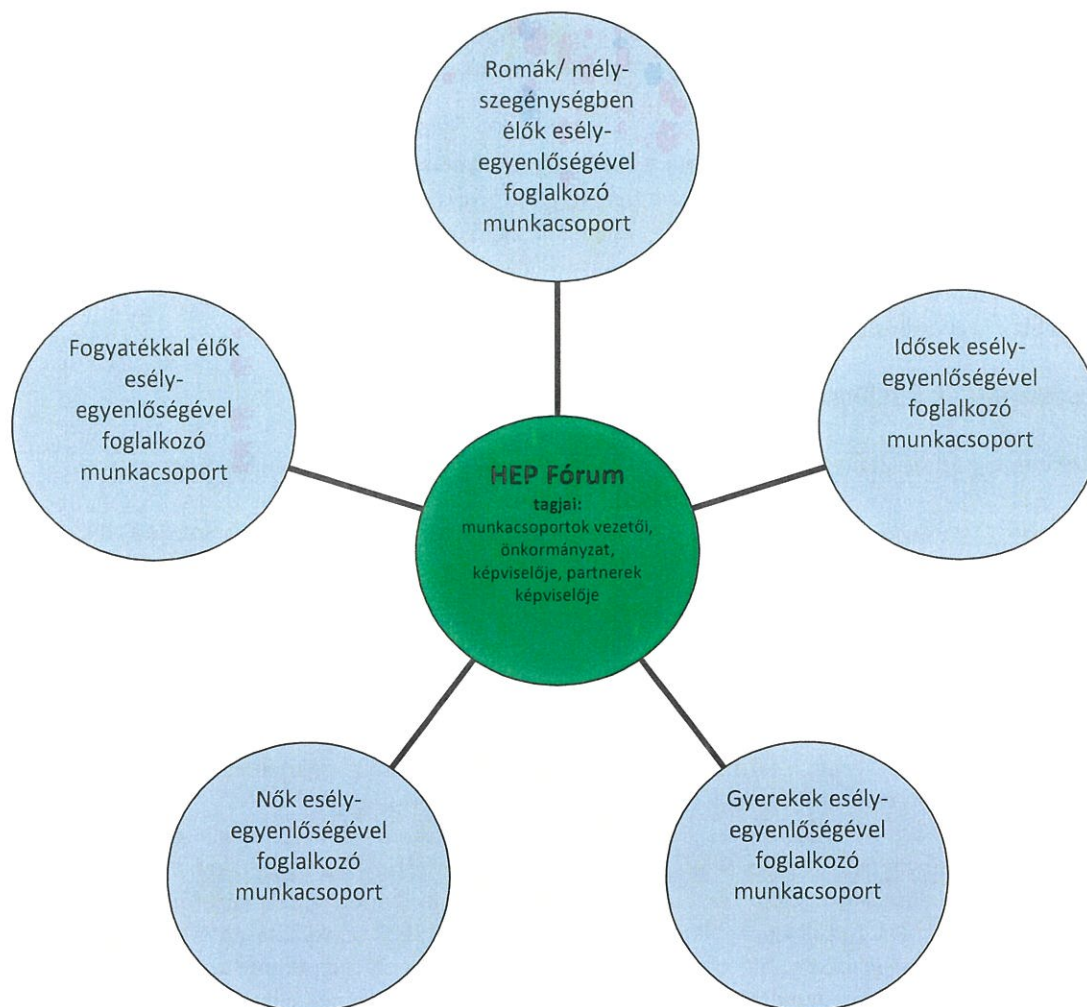 Romák/ mély-
szegénységben
élők esély-
egyenlőségével
foglalkozó
munkacsoport
Fogyatékkal élők
esély-
egyenlőségével
foglalkozó
munkacsoport
Idősek esély-
egyenlőségével
foglalkozó
munkacsoport
HEP Fórum
tagjai:
munkacsoportok vezetői,
önkormányzat,
képviselője, partnerek
képviselője
Nők esély-
egyenlőségével
foglalkozó
munkacsoport
Gyerekek esély-
egyenlőségével
foglalkozó
munkacsoport